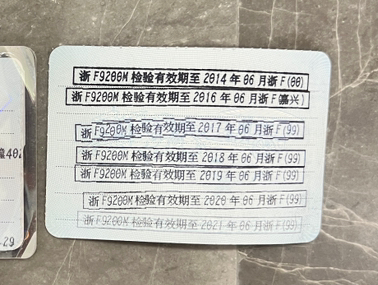 浙F9200M 检验有效期至2014年06月浙F(00)
浙F9200M 检验有效期至2016年06月浙F(嘉兴)
浙F9200M 检验有效期至2017年06月浙F(99)
浙F9200M 检验有效期至2018年06月浙F(99)
浙F9200M 检验有效期至2019年06月浙F(99)
浙F9200M 检验有效期至2020年06月浙F(99)
浙F9200M 检验有效期至2021年06月浙F(99)
402
29